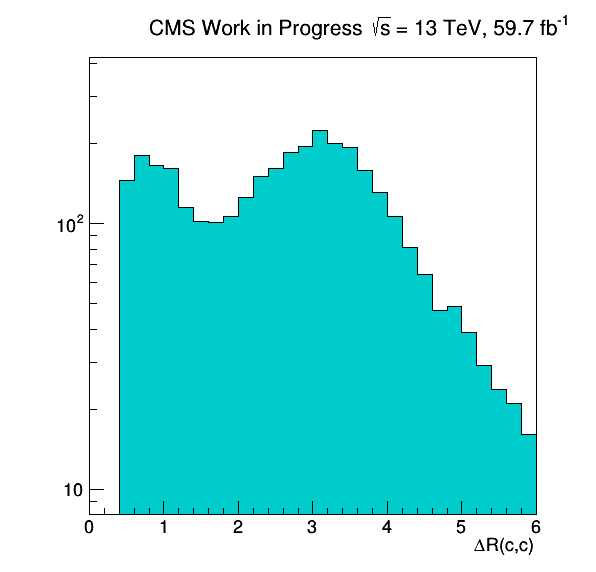 CMS Work in Progress √s = 13 TeV, 59.7 fb⁻¹
10²
10
0 1 2 3 4 5 6
ΔR(c,c)